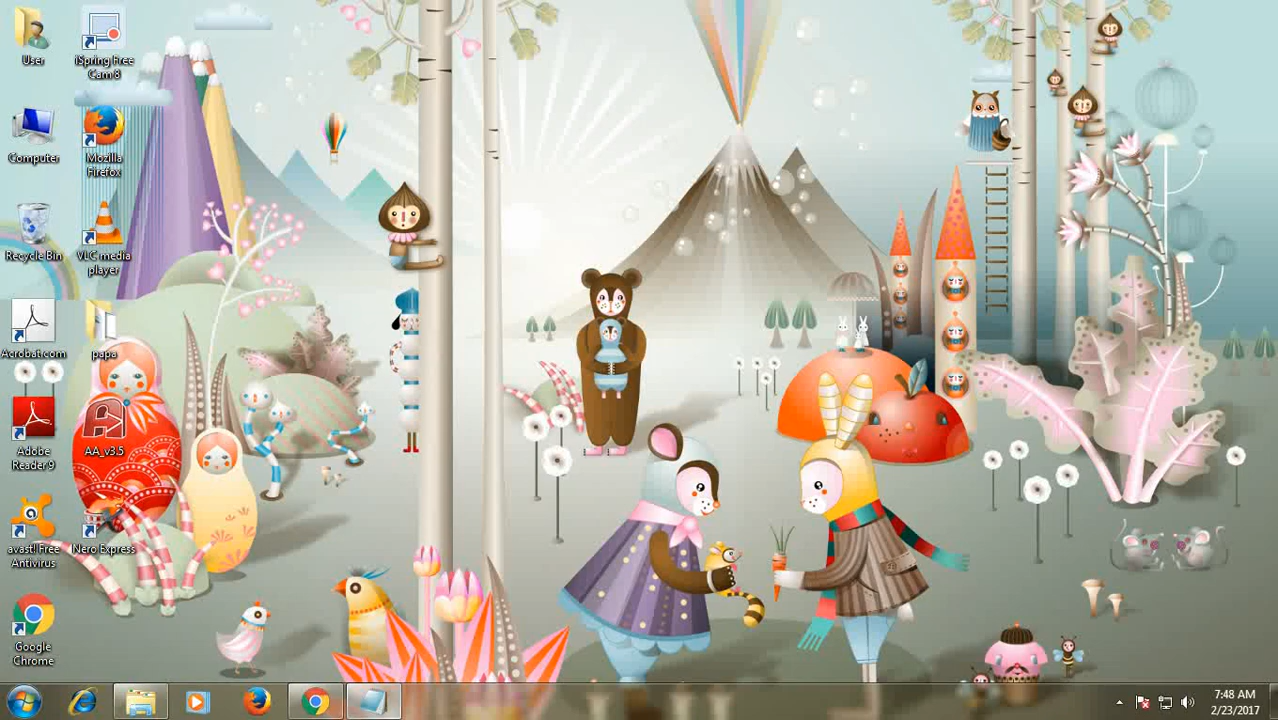 User
iSpring Free
Cam 8
Computer
Mozilla
Firefox
Recycle Bin
VLC media
player
Acrobat.com
papa
Adobe
Reader 9
AA_v3.5
avast! Free
Antivirus
Nero Express
Google
Chrome
7:48 AM
2/23/2017